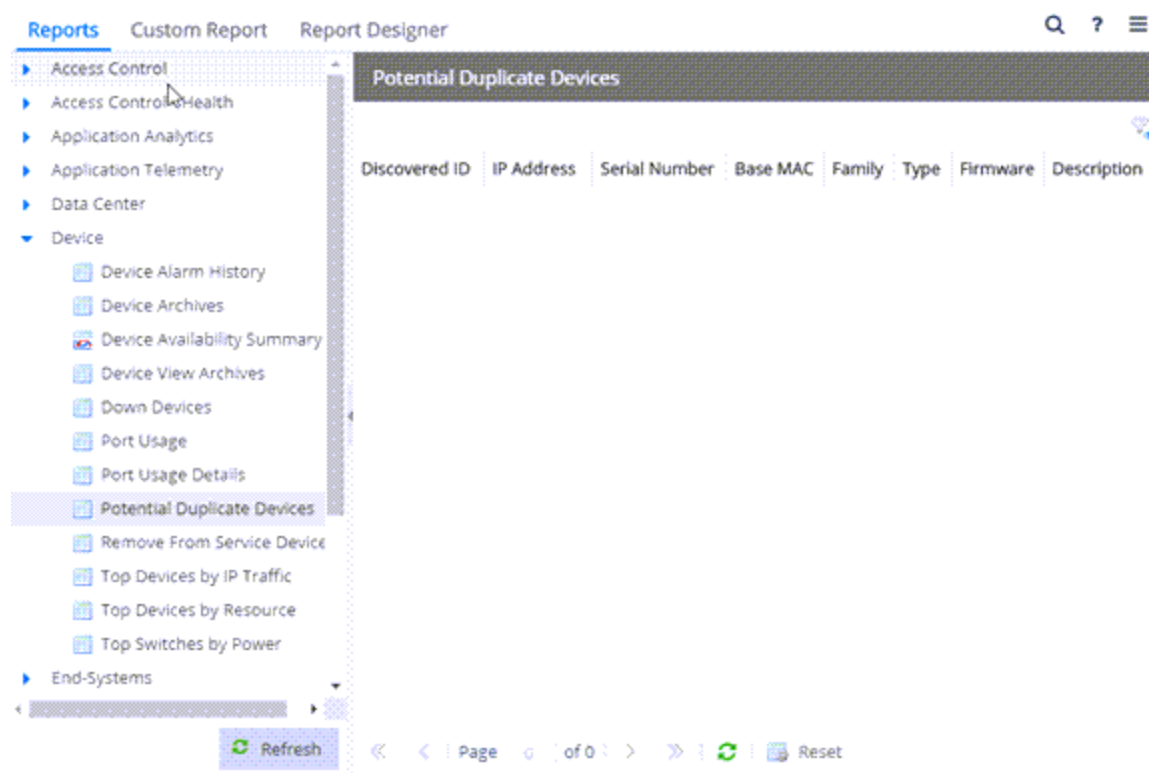 Reports Custom Report Report Designer ?
Access Control
Access Control Health
Application Analytics
Application Telemetry
Data Center
Device
Device Alarm History
Device Archives
Device Availability Summary
Device View Archives
Down Devices
Port Usage
Port Usage Details
Potential Duplicate Devices
Remove From Service Device
Top Devices by IP Traffic
Top Devices by Resource
Top Switches by Power
End-Systems
Refresh
Potential Duplicate Devices
Discovered ID IP Address Serial Number Base MAC Family Type Firmware Description
Page of 0 Reset